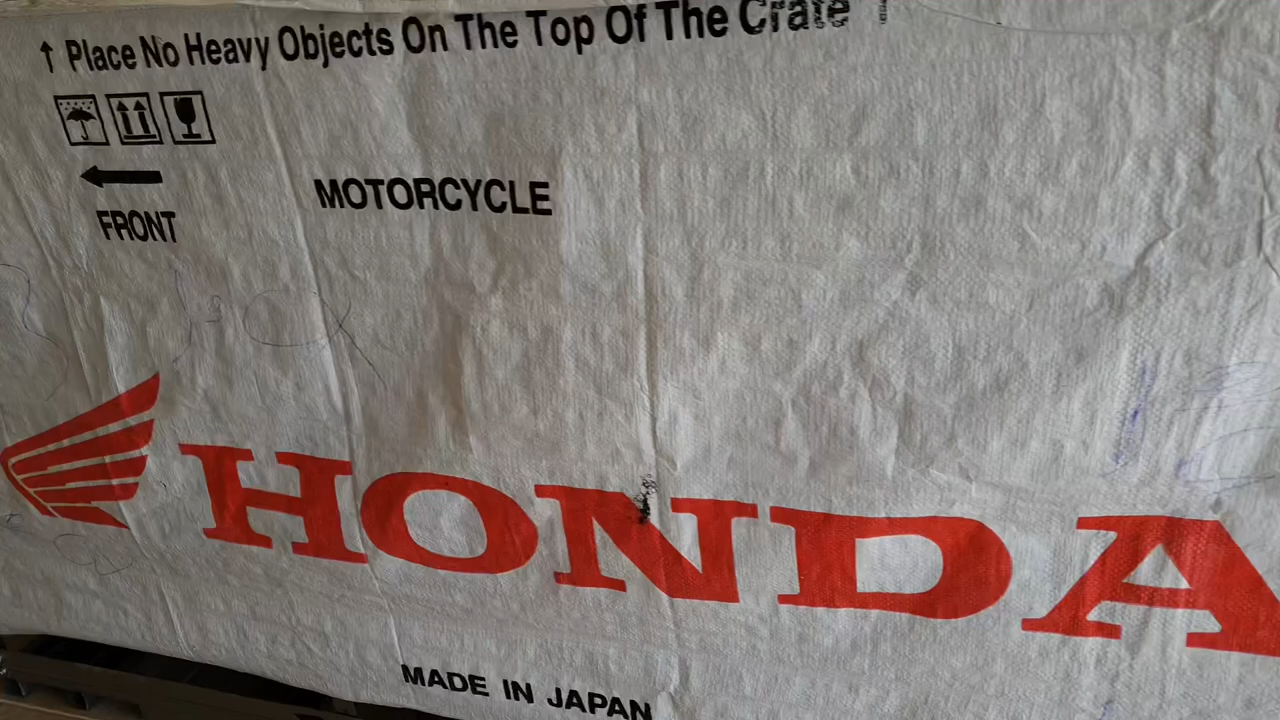 ↑ Place No Heavy Objects On The Top Of The Crate
FRONT
MOTORCYCLE
HONDA
MADE IN JAPAN